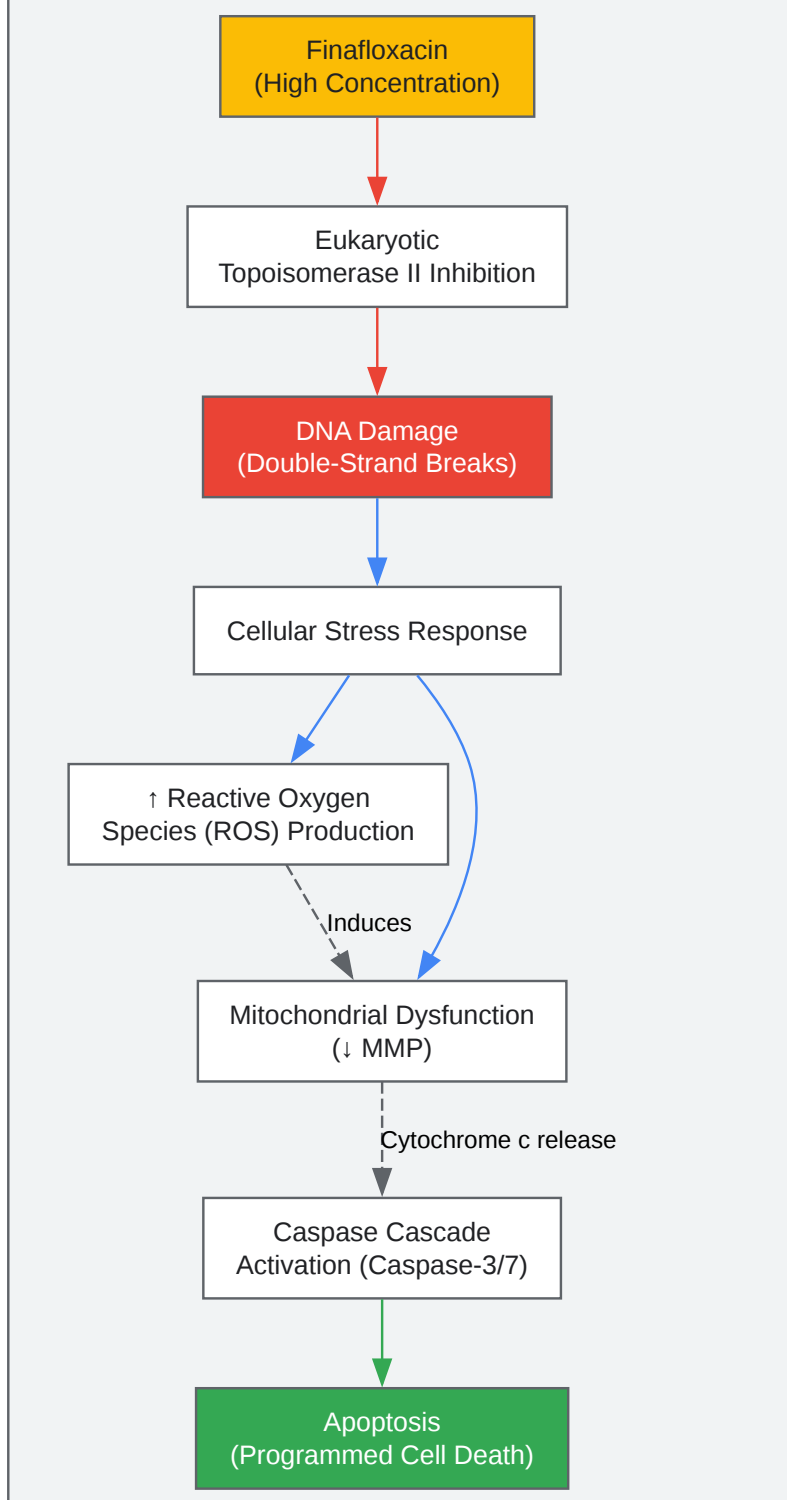 Finafloxacin
(High Concentration)
Eukaryotic
Topoisomerase II Inhibition
DNA Damage
(Double-Strand Breaks)
Cellular Stress Response
↑ Reactive Oxygen
Species (ROS) Production
Induces
Mitochondrial Dysfunction
(↓ MMP)
Cytochrome c release
Caspase Cascade
Activation (Caspase-3/7)
Apoptosis
(Programmed Cell Death)